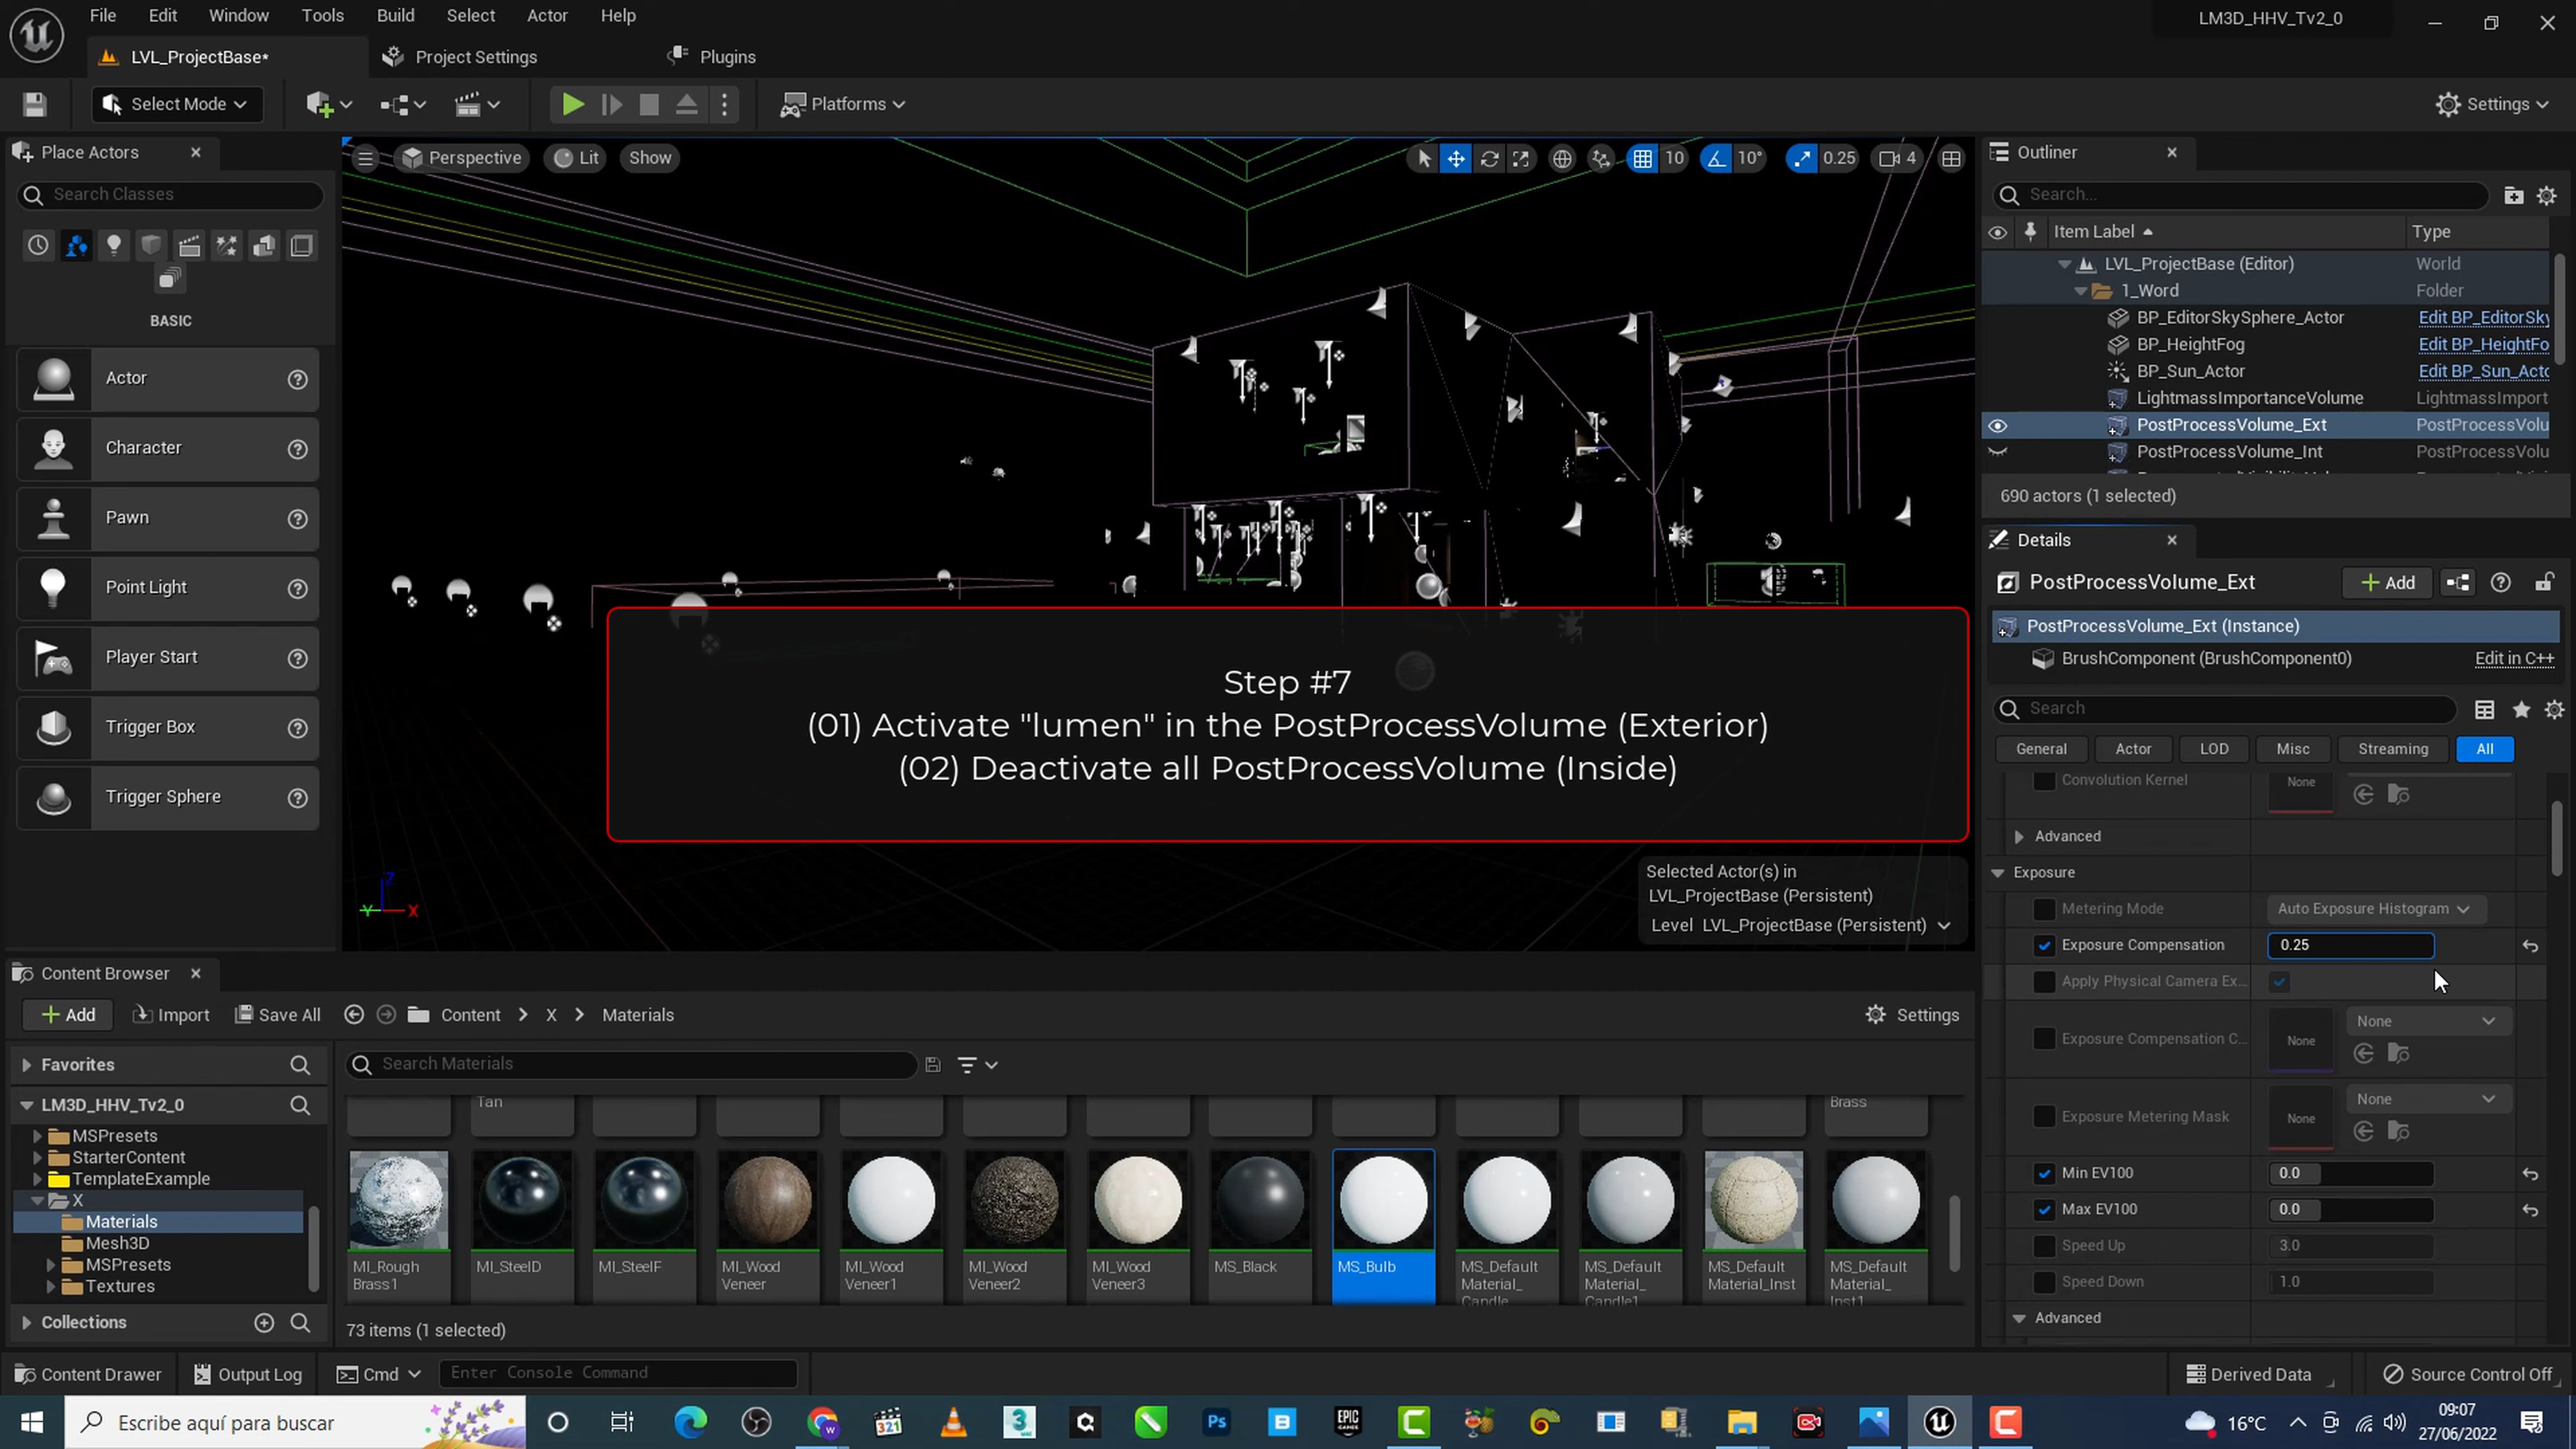 File Edit Window Tools Build Select Actor Help
LM3D_HHV_Tv2_0
LVL_ProjectBase*
Project Settings
Plugins
Select Mode
Platforms
Settings
Place Actors
Search Classes
BASIC
Actor
Character
Pawn
Point Light
Player Start
Trigger Box
Trigger Sphere
Perspective
Lit
Show
10
10°
0.25
4
Step #7
(01) Activate "lumen" in the PostProcessVolume (Exterior)
(02) Deactivate all PostProcessVolume (Inside)
Selected Actor(s) in
LVL_ProjectBase (Persistent)
Level LVL_ProjectBase (Persistent)
Z
Y
X
Outliner
Search...
Item Label
Type
LVL_ProjectBase (Editor) World
1_Word Folder
BP_EditorSkySphere_Actor Edit BP_EditorSky
BP_HeightFog Edit BP_HeightFo
BP_Sun_Actor Edit BP_Sun_Acto
LightmassImportanceVolume LightmassImport
PostProcessVolume_Ext PostProcessVolu
PostProcessVolume_Int PostProcessVolu
690 actors (1 selected)
Details
PostProcessVolume_Ext
Add
PostProcessVolume_Ext (Instance)
BrushComponent (BrushComponent0) Edit in C++
Search
General
Actor
LOD
Misc
Streaming
All
Convolution Kernel
None
Advanced
Exposure
Metering Mode Auto Exposure Histogram
Exposure Compensation 0.25
Apply Physical Camera Ex...
Exposure Compensation C...
None
None
Exposure Metering Mask
None
None
Min EV100 0.0
Max EV100 0.0
Speed Up 3.0
Speed Down 1.0
Advanced
Content Browser
Add
Import
Save All
Content
X
Materials
Settings
Favorites
LM3D_HHV_Tv2_0
MSPresets
StarterContent
TemplateExample
X
Materials
Mesh3D
MSPresets
Textures
Collections
Search Materials
Tan
Brass
MI_Rough
Brass1
MI_SteelD
MI_SteelF
MI_Wood
Veneer
MI_Wood
Veneer1
MI_Wood
Veneer2
MI_Wood
Veneer3
MS_Black
MS_Bulb
MS_Default
Material_
Candle
MS_Default
Material_
Candle1
MS_Default
Material_Inst
MS_Default
Material_
Inst1
73 items (1 selected)
Content Drawer
Output Log
Cmd
Enter Console Command
Derived Data
Source Control Off
Escribe aquí para buscar
321
3
Ps
B
EPIC
GAMES
16°C
09:07
27/06/2022